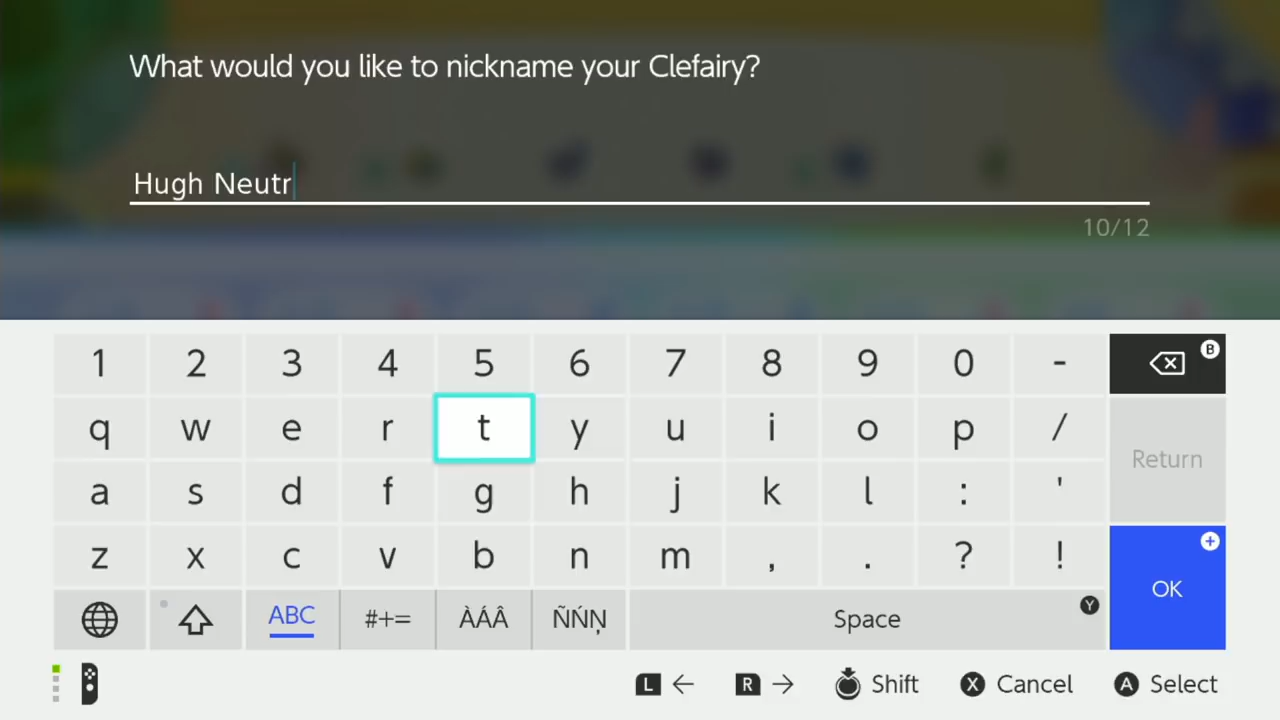 What would you like to nickname your Clefairy?
Hugh Neutr
10/12
1 2 3 4 5 6 7 8 9 0 - B
q w e r t y u i o p /
Return
a s d f g h j k l : '
z x c v b n m , . ? ! +
OK
ABC #+= ÀÁÂ ÑŃŅ Space Y
L ← R → Shift X Cancel A Select